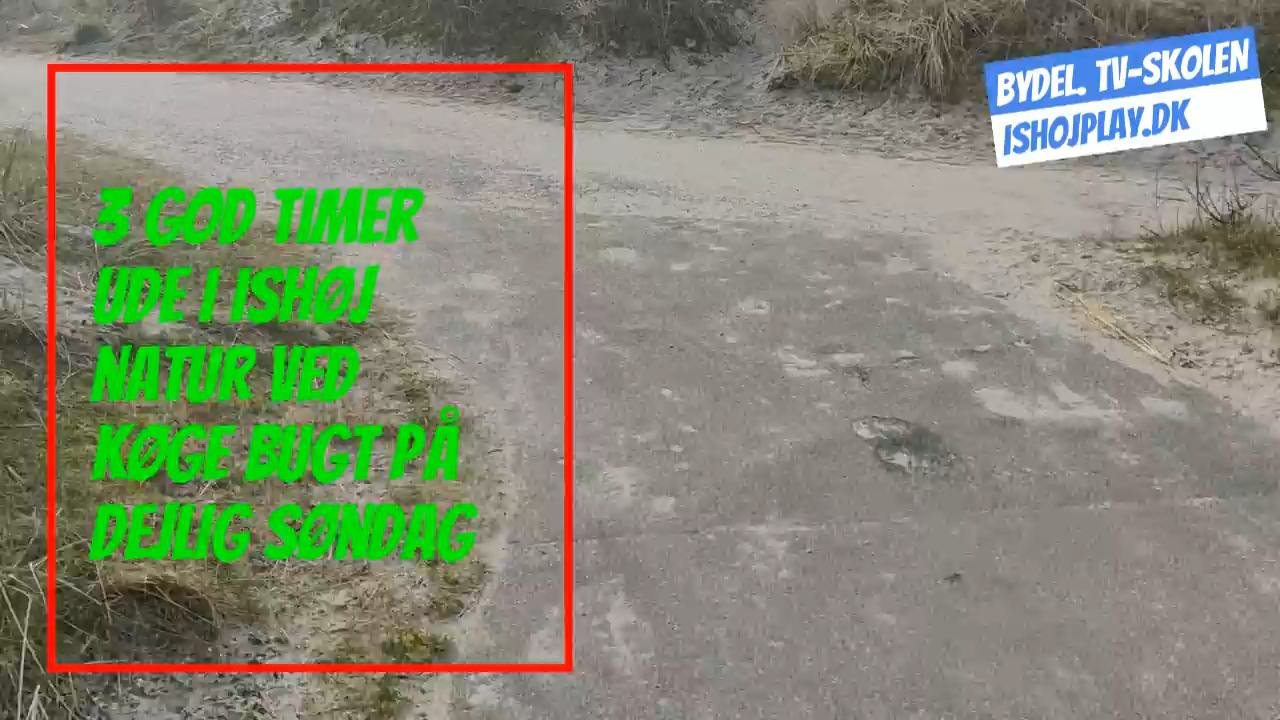 3 GOD TIMER
UDE I ISHØJ
NATUR VED
KØGE BUGT PÅ
DEJLIG SØNDAG
BYDEL. TV-SKOLEN
ISHOJPLAY.DK